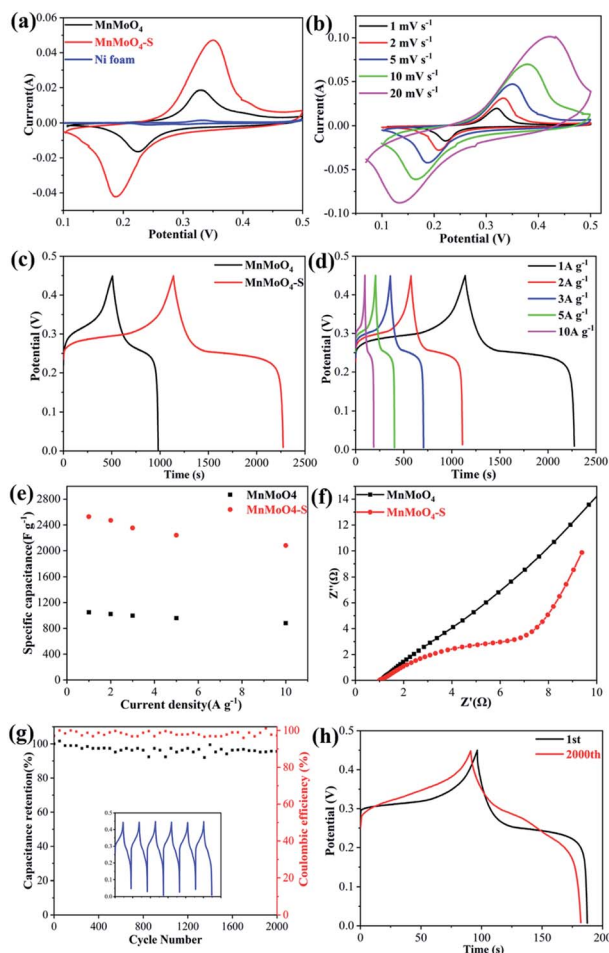 (a)
MnMoO₄
MnMoO₄-S
Ni foam
0.06
0.04
0.02
0.00
-0.02
-0.04
Current(A)
0.1 0.2 0.3 0.4 0.5
Potential (V)
(b)
1 mV s⁻¹
2 mV s⁻¹
5 mV s⁻¹
10 mV s⁻¹
20 mV s⁻¹
0.10
0.05
0.00
-0.05
-0.10
Current(A)
0.1 0.2 0.3 0.4 0.5
Potential (V)
(c)
MnMoO₄
MnMoO₄-S
0.5
0.4
0.3
0.2
0.1
0.0
Potential (V)
0 500 1000 1500 2000 2500
Time (s)
(d)
1A g⁻¹
2A g⁻¹
3A g⁻¹
5A g⁻¹
10A g⁻¹
0.5
0.4
0.3
0.2
0.1
0.0
Potential (V)
0 500 1000 1500 2000 2500
Time (s)
(e)
MnMoO4
MnMoO4-S
2800
2400
2000
1600
1200
800
400
0
Specific capacitance(F g⁻¹)
0 2 4 6 8 10
Current density(A g⁻¹)
(f)
MnMoO₄
MnMoO₄-S
14
12
10
8
6
4
2
0
Z''(Ω)
0 2 4 6 8 10
Z'(Ω)
(g)
120
100
80
60
40
20
0
Capacitance retention(%)
100
80
60
40
20
0
Coulombic efficiency (%)
0.5
0.4
0.3
0.2
0.1
0.0
0 400 800 1200 1600 2000
Cycle Number
(h)
1st
2000th
0.5
0.4
0.3
0.2
0.1
0.0
Potential (V)
0 50 100 150 200
Time (s)